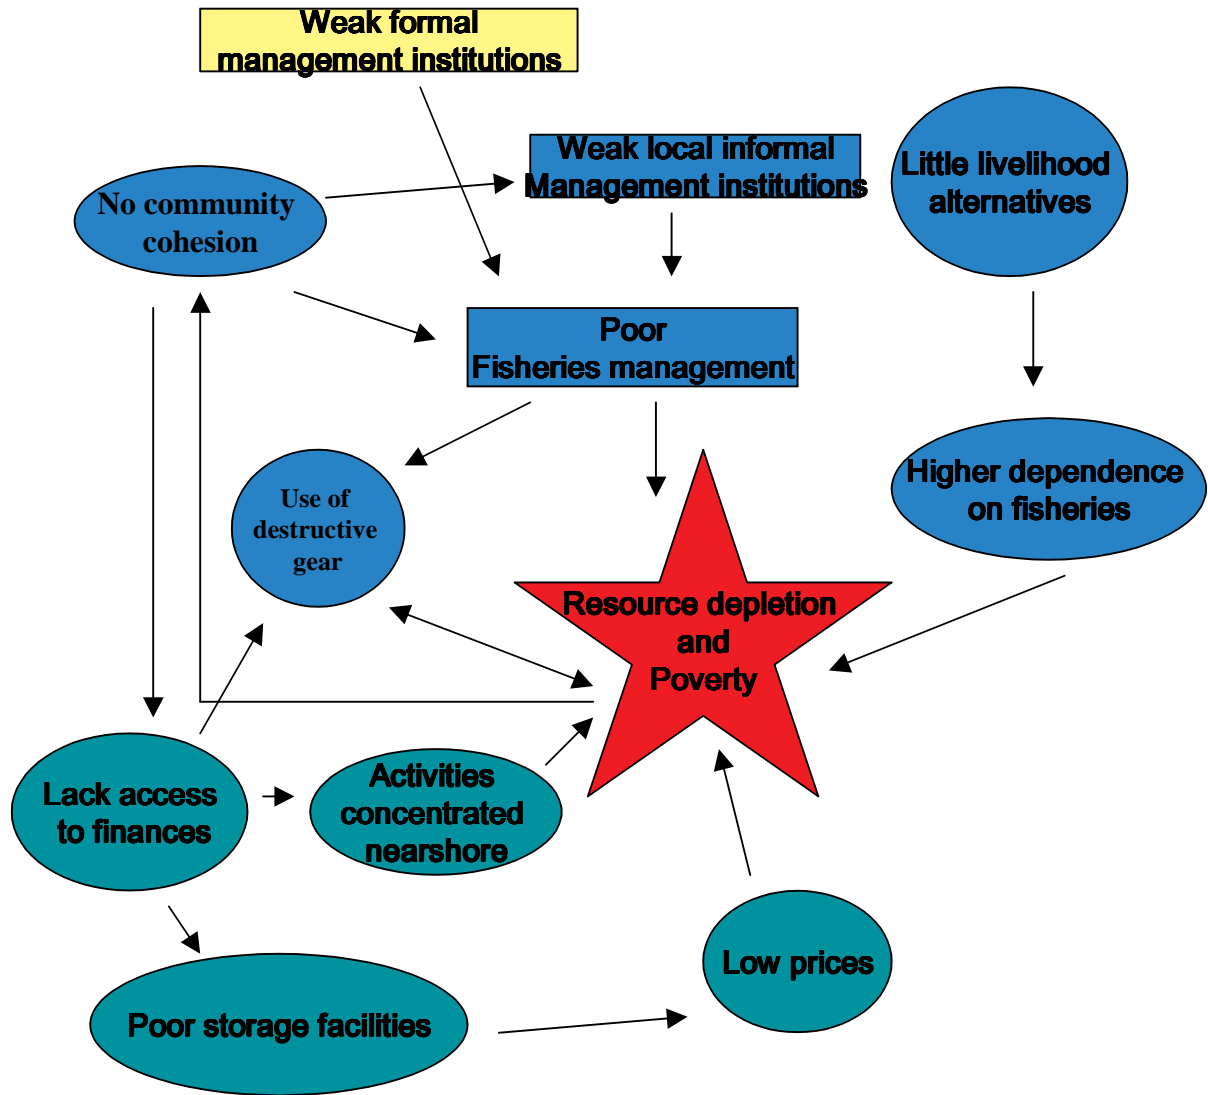 Weak formal
management institutions
Weak local informal
Management institutions
Little livelihood
alternatives
No community
cohesion
Poor
Fisheries management
Higher dependence
on fisheries
Use of
destructive
gear
Resource depletion
and
Poverty
Lack access
to finances
Activities
concentrated
nearshore
Low prices
Poor storage facilities